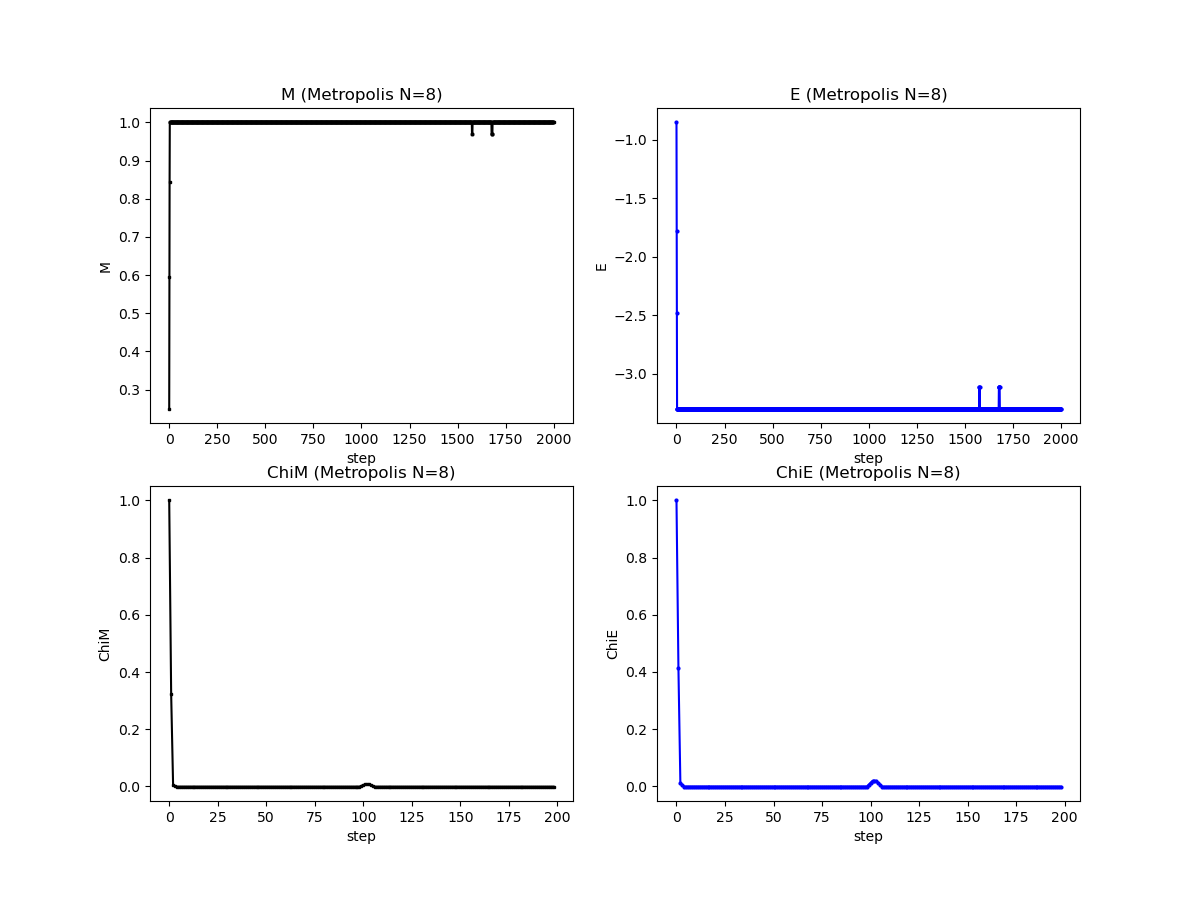 M (Metropolis N=8)
1.0
0.9
0.8
0.7
0.6
0.5
0.4
0.3
M
0 250 500 750 1000 1250 1500 1750 2000
step
E (Metropolis N=8)
−1.0
−1.5
−2.0
−2.5
−3.0
E
0 250 500 750 1000 1250 1500 1750 2000
step
ChiM (Metropolis N=8)
1.0
0.8
0.6
0.4
0.2
0.0
ChiM
0 25 50 75 100 125 150 175 200
step
ChiE (Metropolis N=8)
1.0
0.8
0.6
0.4
0.2
0.0
ChiE
0 25 50 75 100 125 150 175 200
step